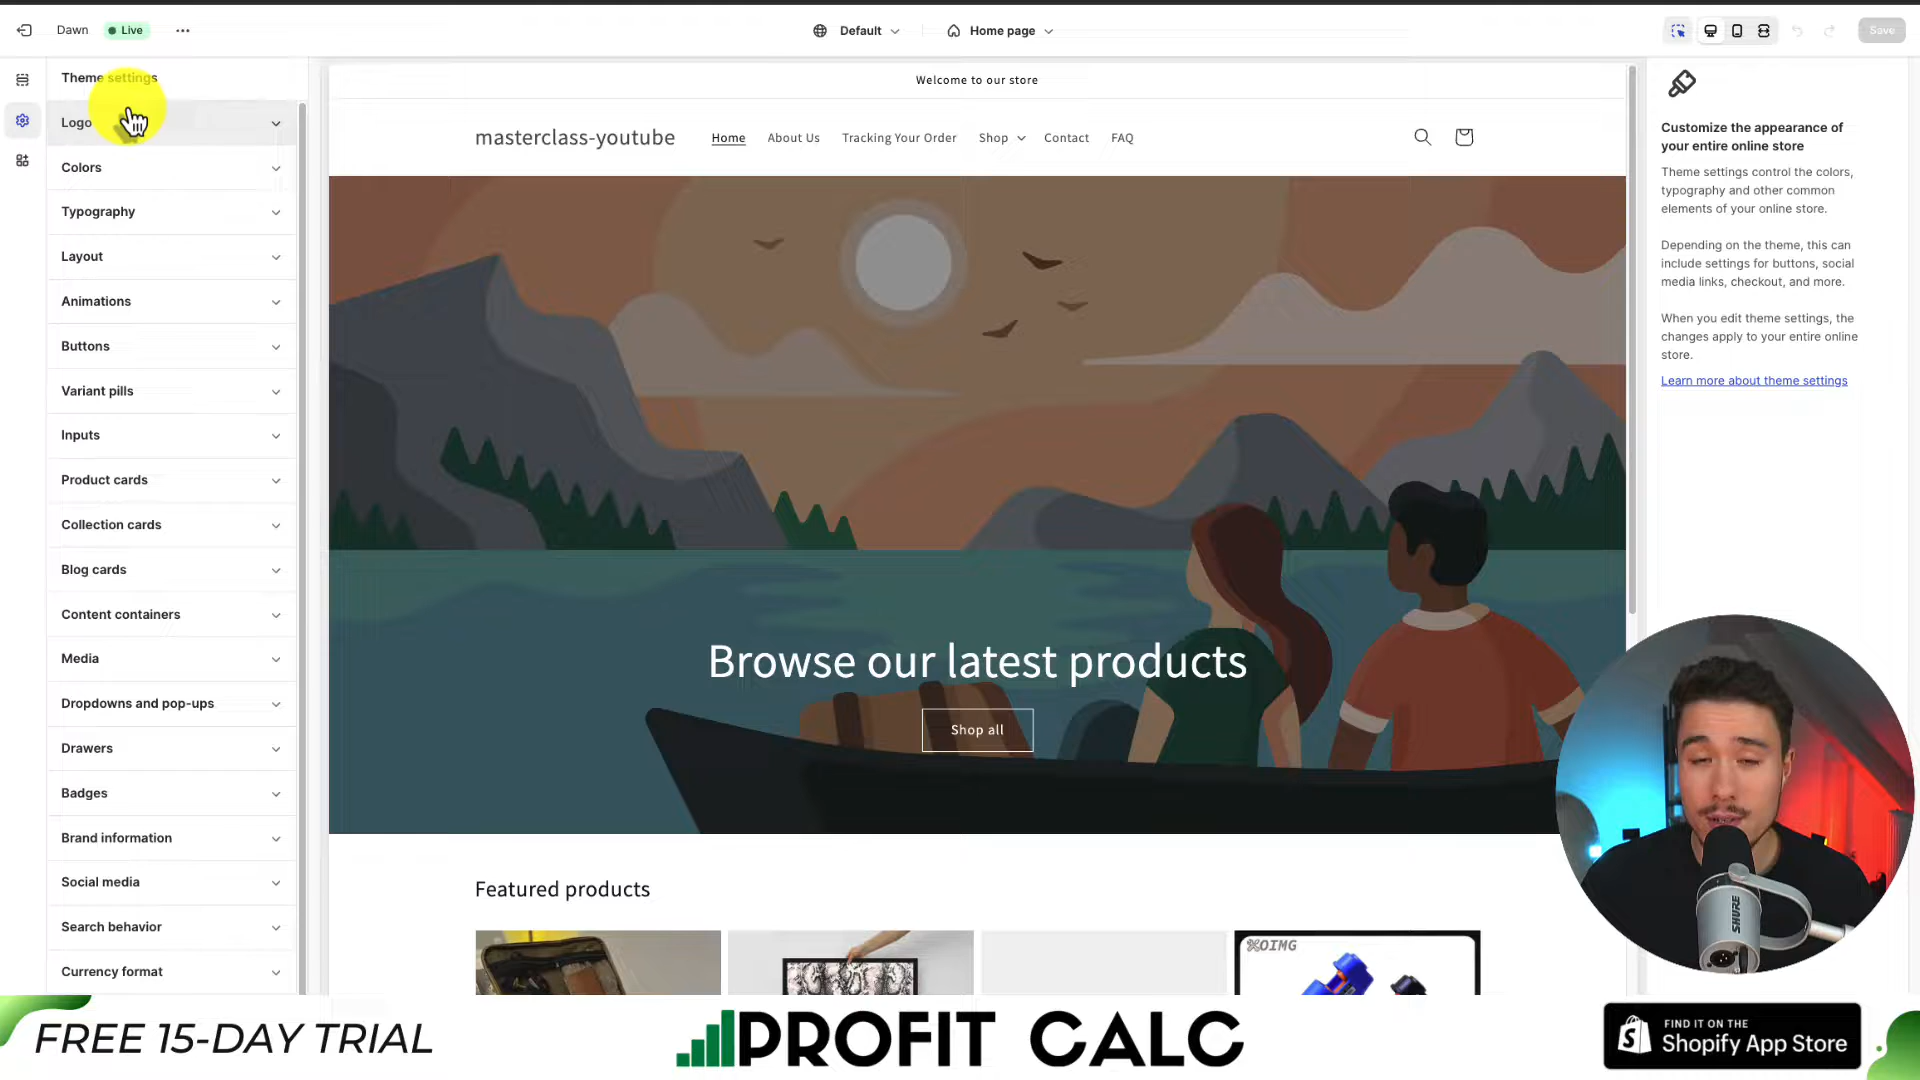 Dawn
Live
Default
Home page
Save
Theme settings
Logo
Colors
Typography
Layout
Animations
Buttons
Variant pills
Inputs
Product cards
Collection cards
Blog cards
Content containers
Media
Dropdowns and pop-ups
Drawers
Badges
Brand information
Social media
Search behavior
Currency format
Welcome to our store
masterclass-youtube
Home
About Us
Tracking Your Order
Shop
Contact
FAQ
Browse our latest products
Shop all
Featured products
XOIMG
Customize the appearance of
your entire online store
Theme settings control the colors,
typography and other common
elements of your online store.
Depending on the theme, this can
include settings for buttons, social
media links, checkout, and more.
When you edit theme settings, the
changes apply to your entire online
store.
Learn more about theme settings
SHURE
FREE 15-DAY TRIAL
PROFIT CALC
FIND IT ON THE
Shopify App Store